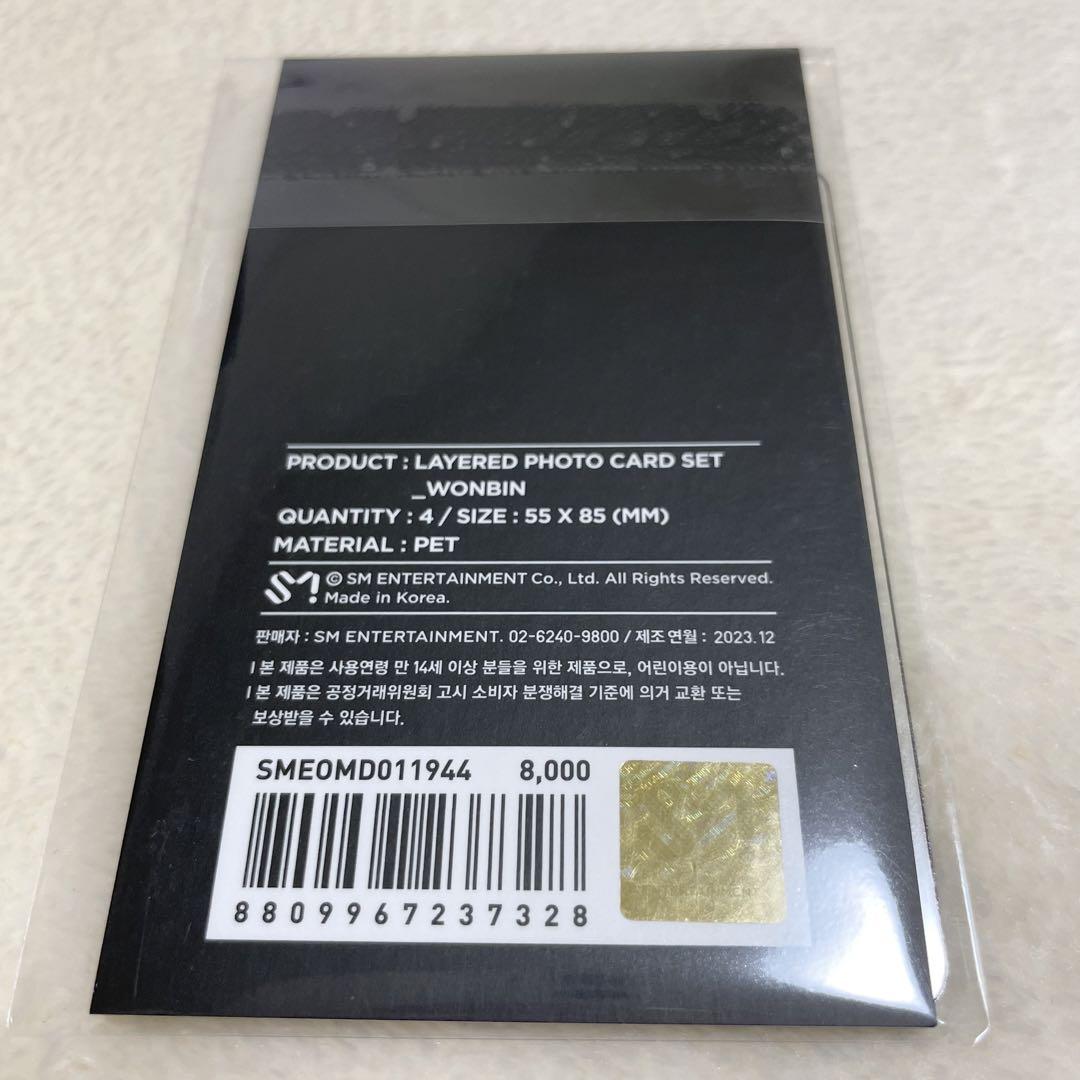 PRODUCT : LAYERED PHOTO CARD SET
_WONBIN
QUANTITY : 4 / SIZE : 55 X 85 (MM)
MATERIAL : PET
SM
© SM ENTERTAINMENT Co., Ltd. All Rights Reserved.
Made in Korea.
판매자 : SM ENTERTAINMENT. 02-6240-9800 / 제조연월 : 2023.12
I 본 제품은 사용연령 만 14세 이상 분들을 위한 제품으로, 어린이용이 아닙니다.
I 본 제품은 공정거래위원회 고시 소비자 분쟁해결 기준에 의거 교환 또는
보상받을 수 있습니다.
SMEOMD011944 8,000
8809967237328